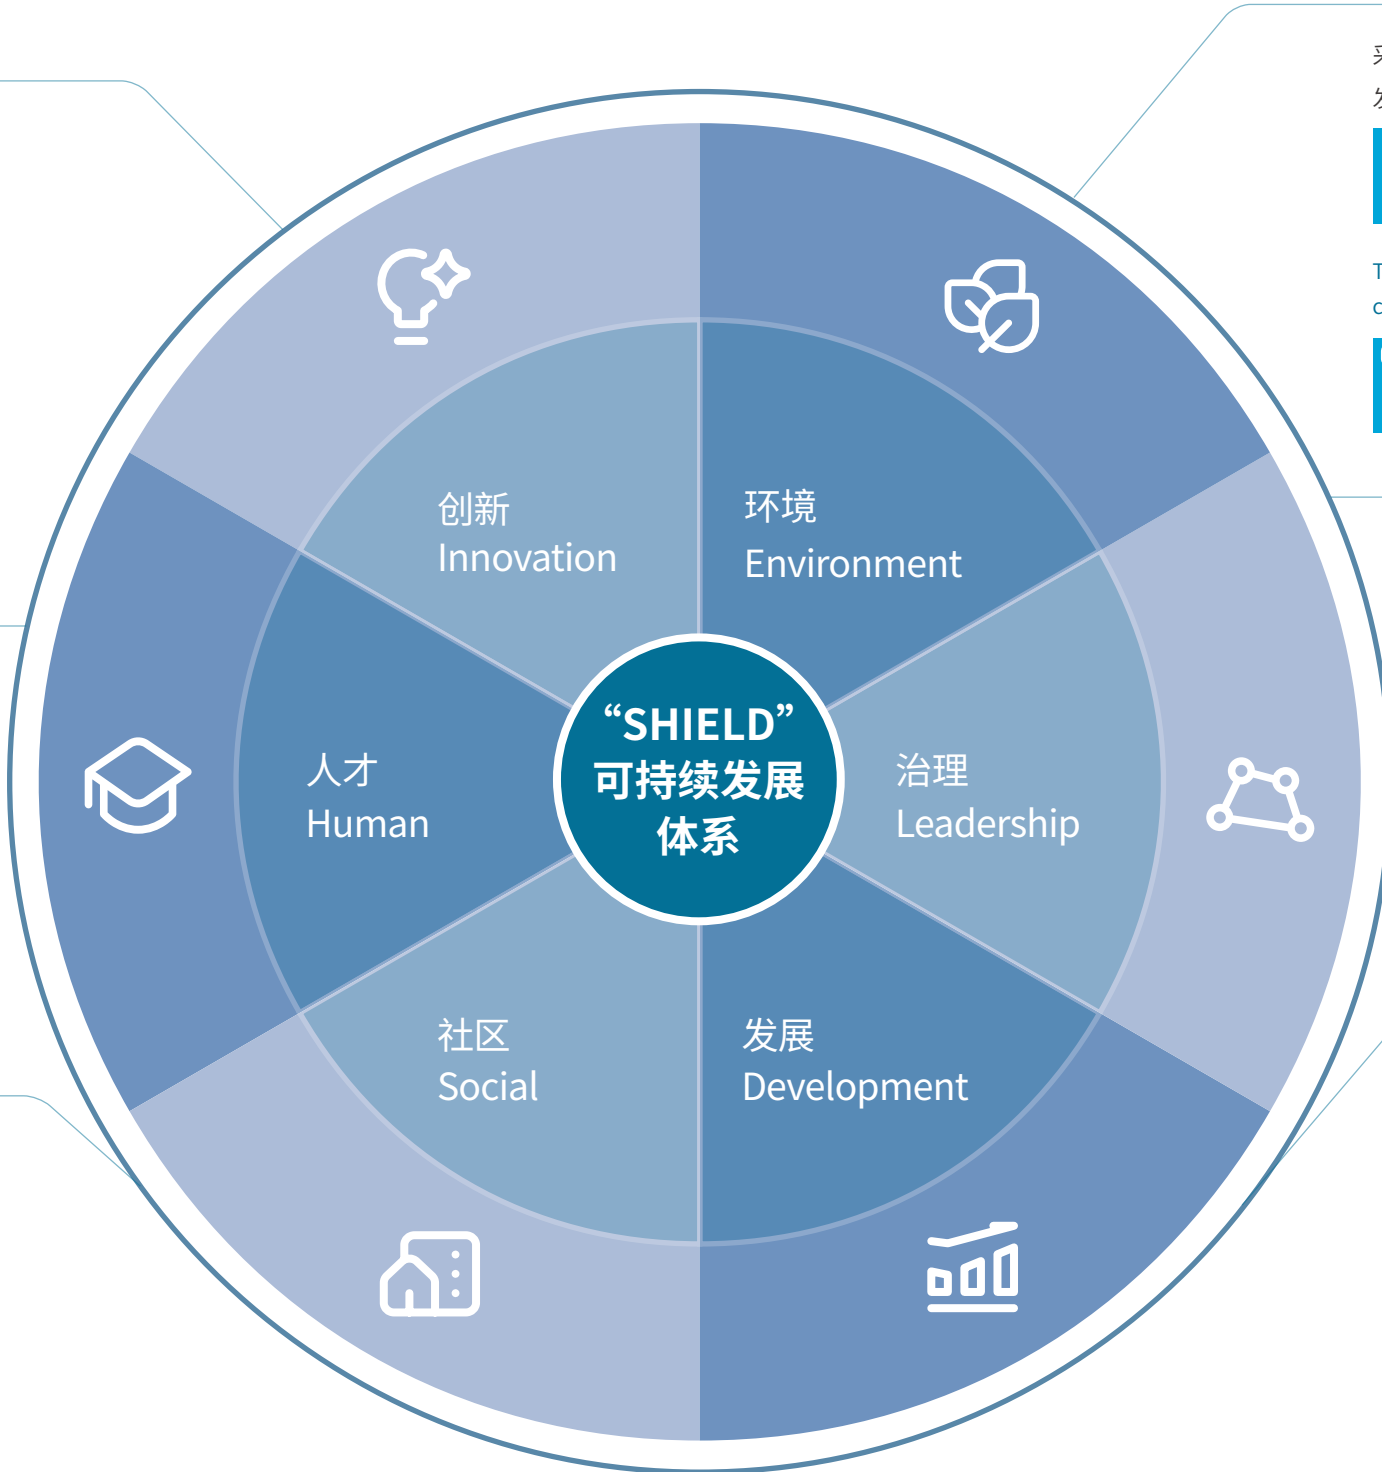 创新
Innovation
环境
Environment
“SHIELD”
可持续发展
体系
人才
Human
治理
Leadership
社区
Social
发展
Development